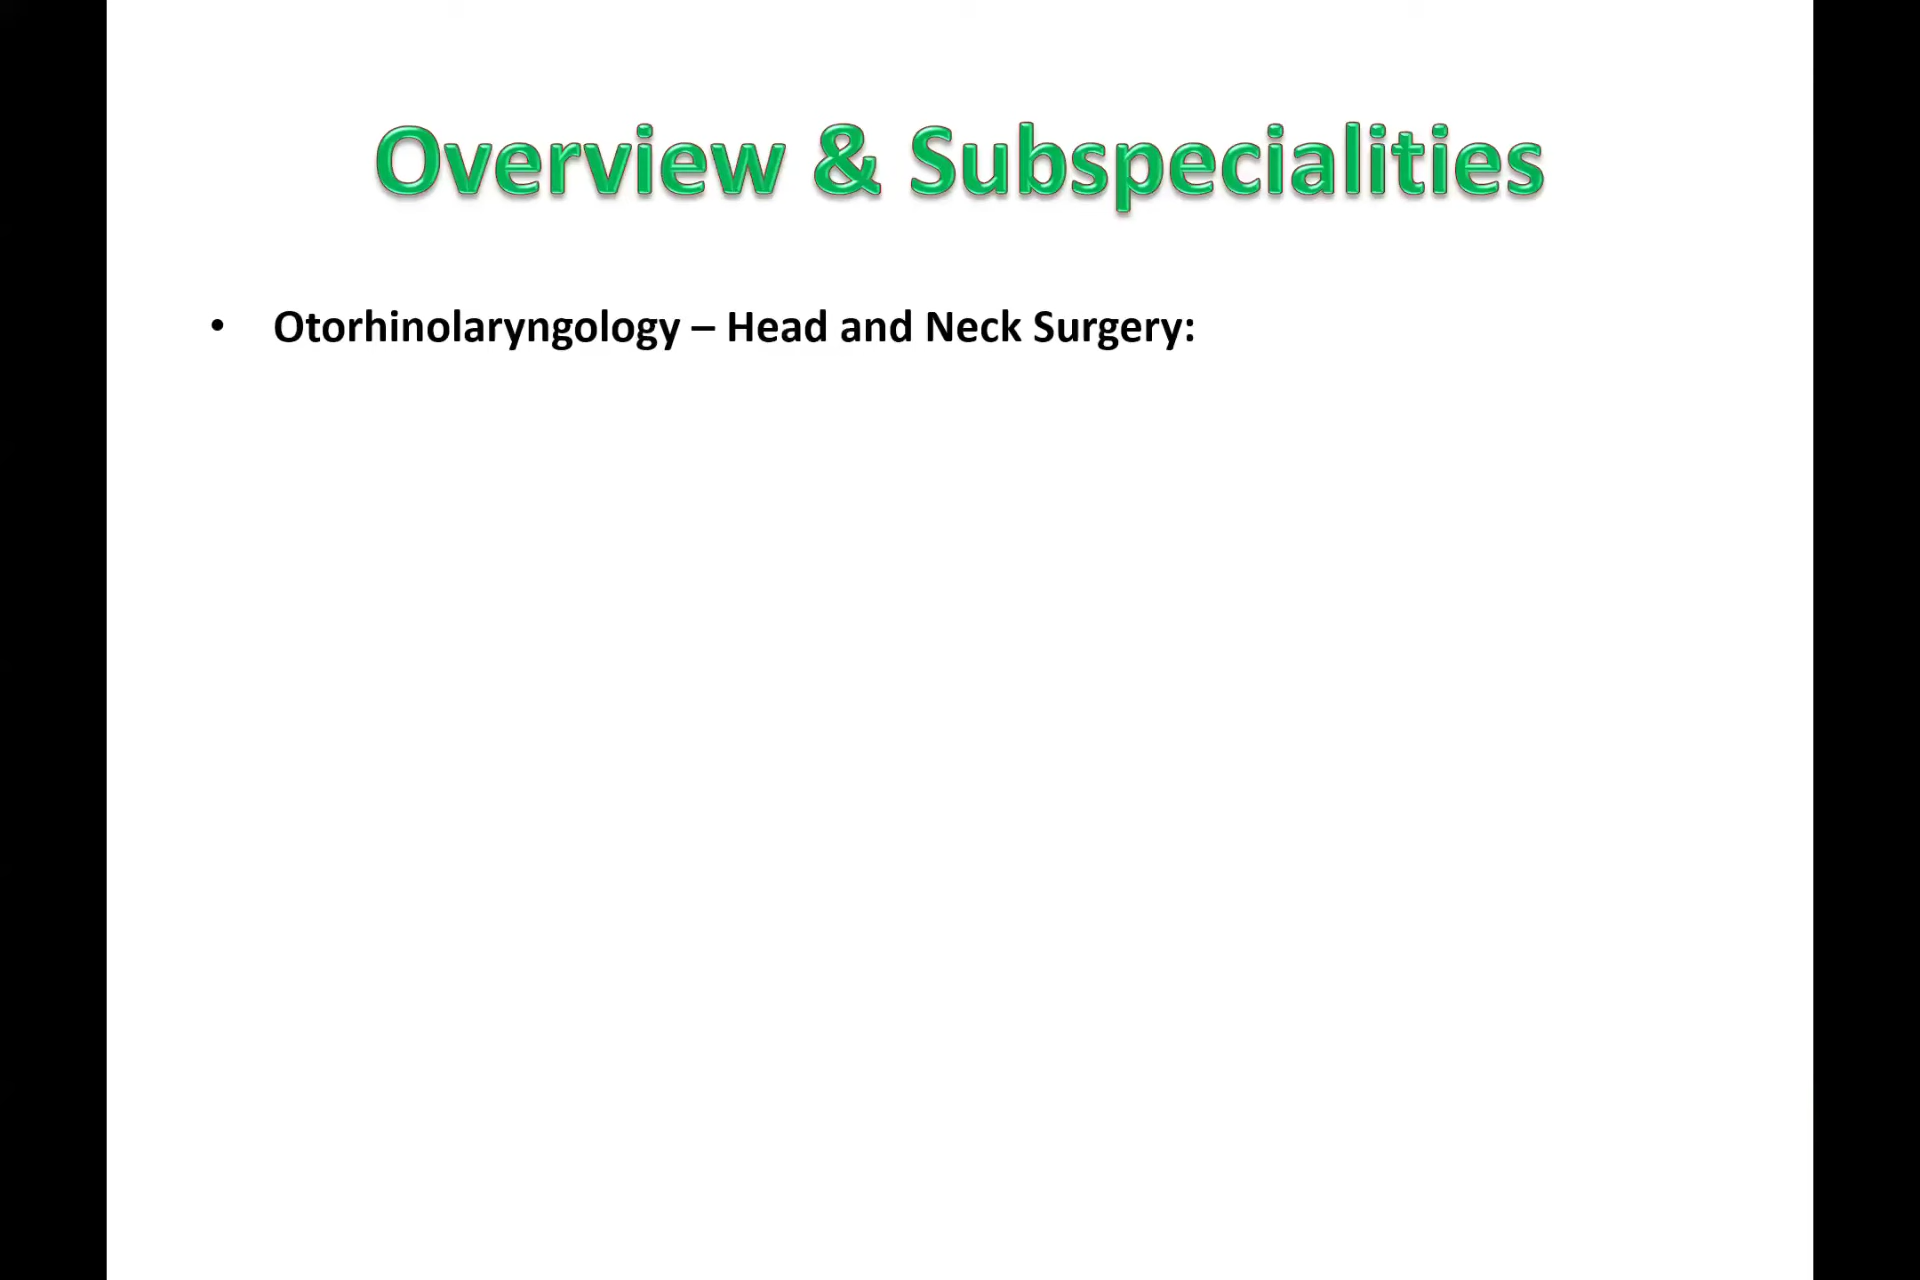 Overview & Subspecialities
• Otorhinolaryngology – Head and Neck Surgery: